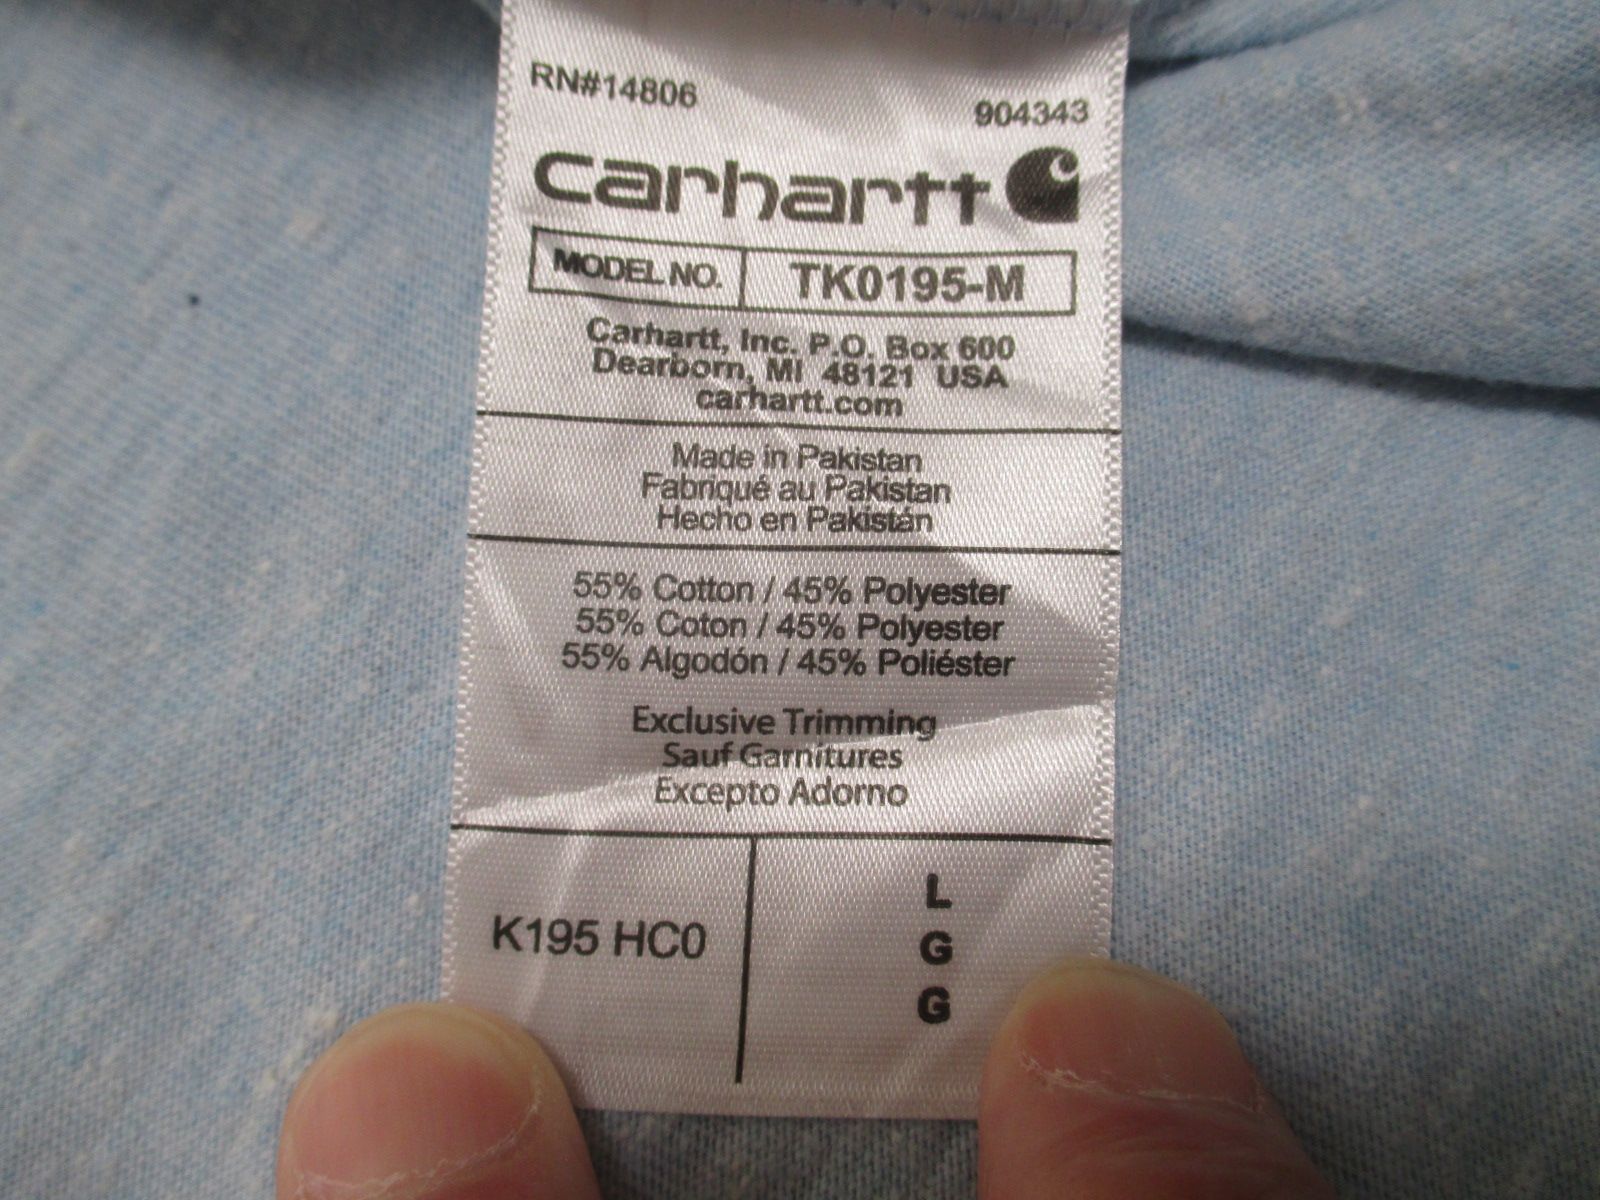 RN#14806 904343
carhartt
MODEL NO. TK0195-M
Carhartt, Inc. P.O. Box 600
Dearborn, MI 48121 USA
carhartt.com
Made in Pakistan
Fabriqué au Pakistan
Hecho en Pakistán
55% Cotton / 45% Polyester
55% Coton / 45% Polyester
55% Algodón / 45% Poliéster
Exclusive Trimming
Sauf Garnitures
Excepto Adorno
K195 HC0
L
G
G